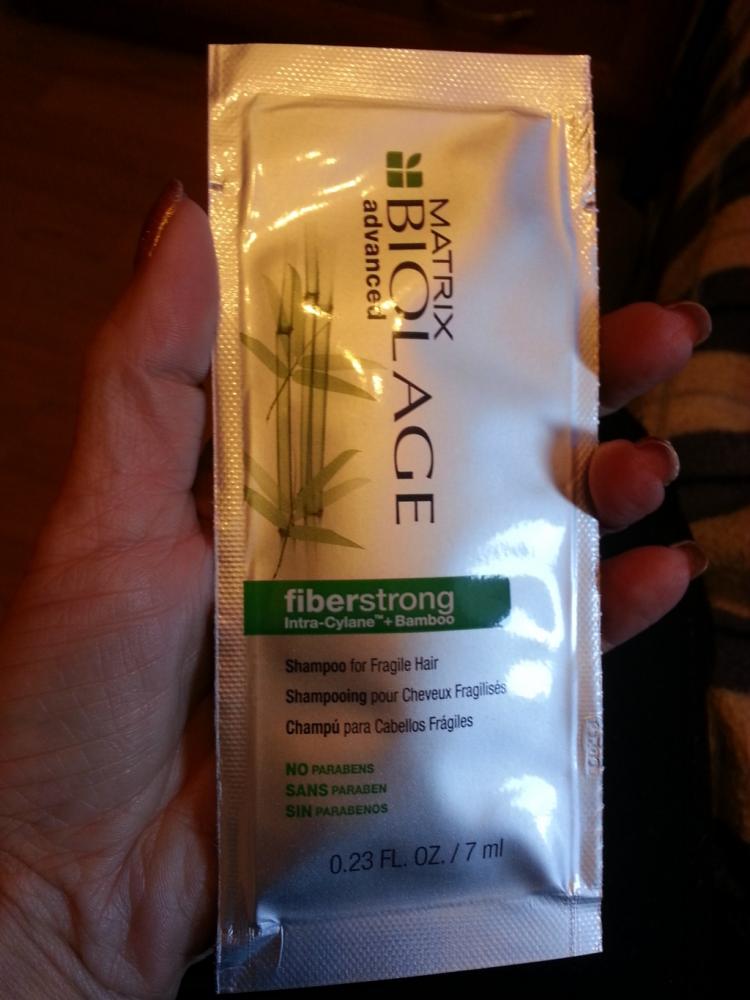 MATRIX
BIOLAGE
advanced
fiberstrong
Intra-Cylane™+ Bamboo
Shampoo for Fragile Hair
Shampooing pour Cheveux Fragilisés
Champú para Cabellos Frágiles
NO PARABENS
SANS PARABEN
SIN PARABENOS
0.23 FL. OZ. / 7 ml